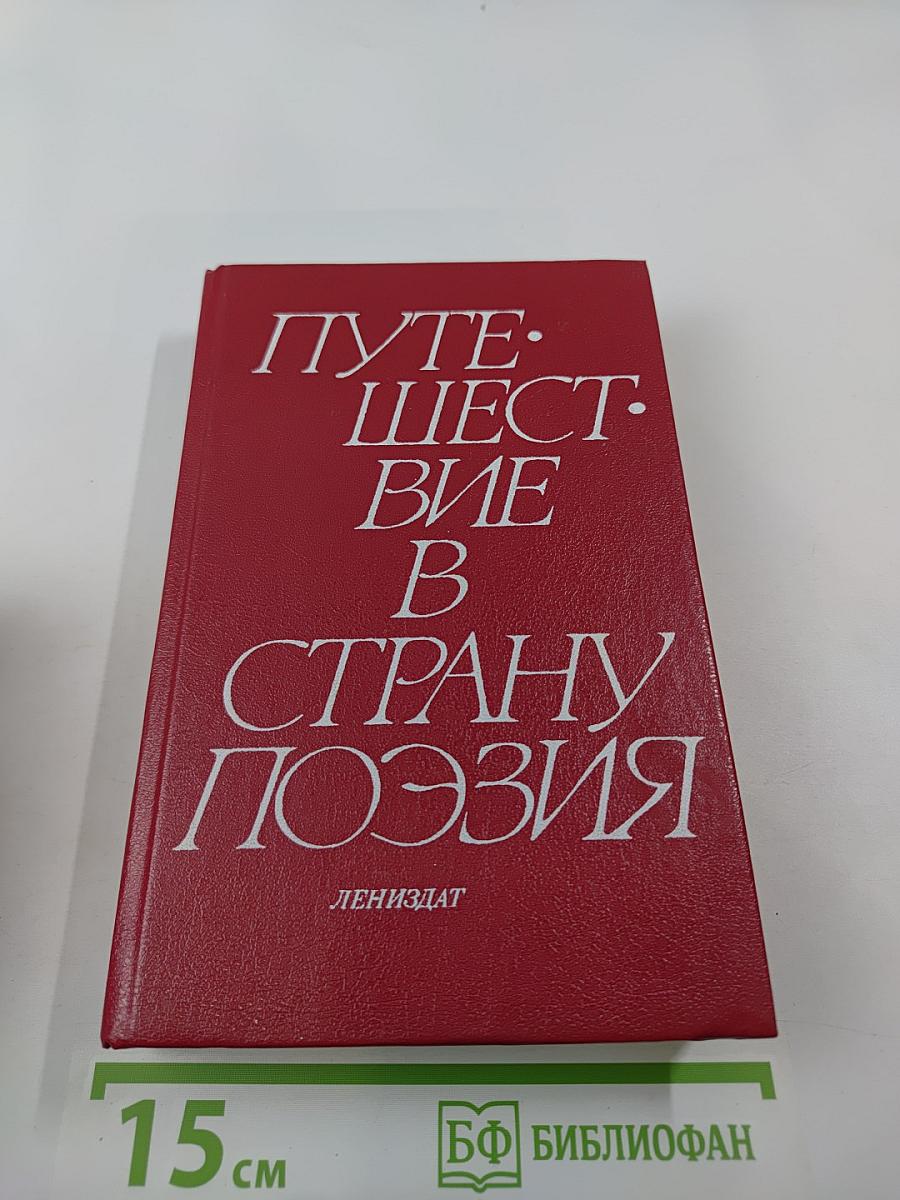 ПУТЕ·
ШЕСТ·
ВИЕ
В
СТРАНУ
ПОЭЗИЯ
ЛЕНИЗДАТ
15 см
БФ БИБЛИОФАН